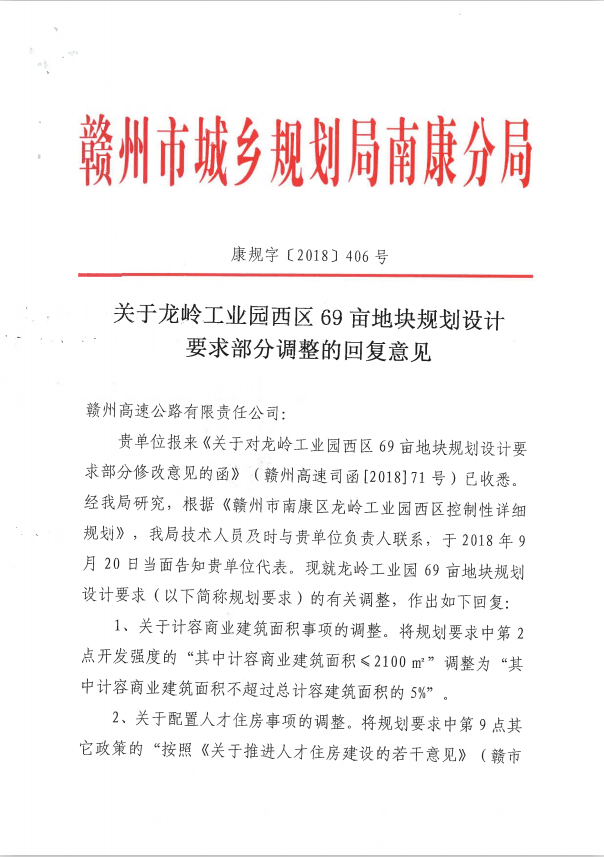 赣州市城乡规划局南康分局
康规字〔2018〕406 号
关于龙岭工业园西区 69 亩地块规划设计
要求部分调整的回复意见
赣州高速公路有限责任公司：
贵单位报来《关于对龙岭工业园西区 69 亩地块规划设计要
求部分修改意见的函》（赣州高速司函[2018]71 号）已收悉。
经我局研究，根据《赣州市南康区龙岭工业园西区控制性详细
规划》，我局技术人员及时与贵单位负责人联系，于 2018 年 9
月 20 日当面告知贵单位代表。现就龙岭工业园 69 亩地块规划
设计要求（以下简称规划要求）的有关调整，作出如下回复：
1、关于计容商业建筑面积事项的调整。将规划要求中第 2
点开发强度的“其中计容商业建筑面积≤2100 ㎡”调整为“其
中计容商业建筑面积不超过总计容建筑面积的 5%”。
2、关于配置人才住房事项的调整。将规划要求中第 9 点其
它政策的“按照《关于推进人才住房建设的若干意见》（赣市